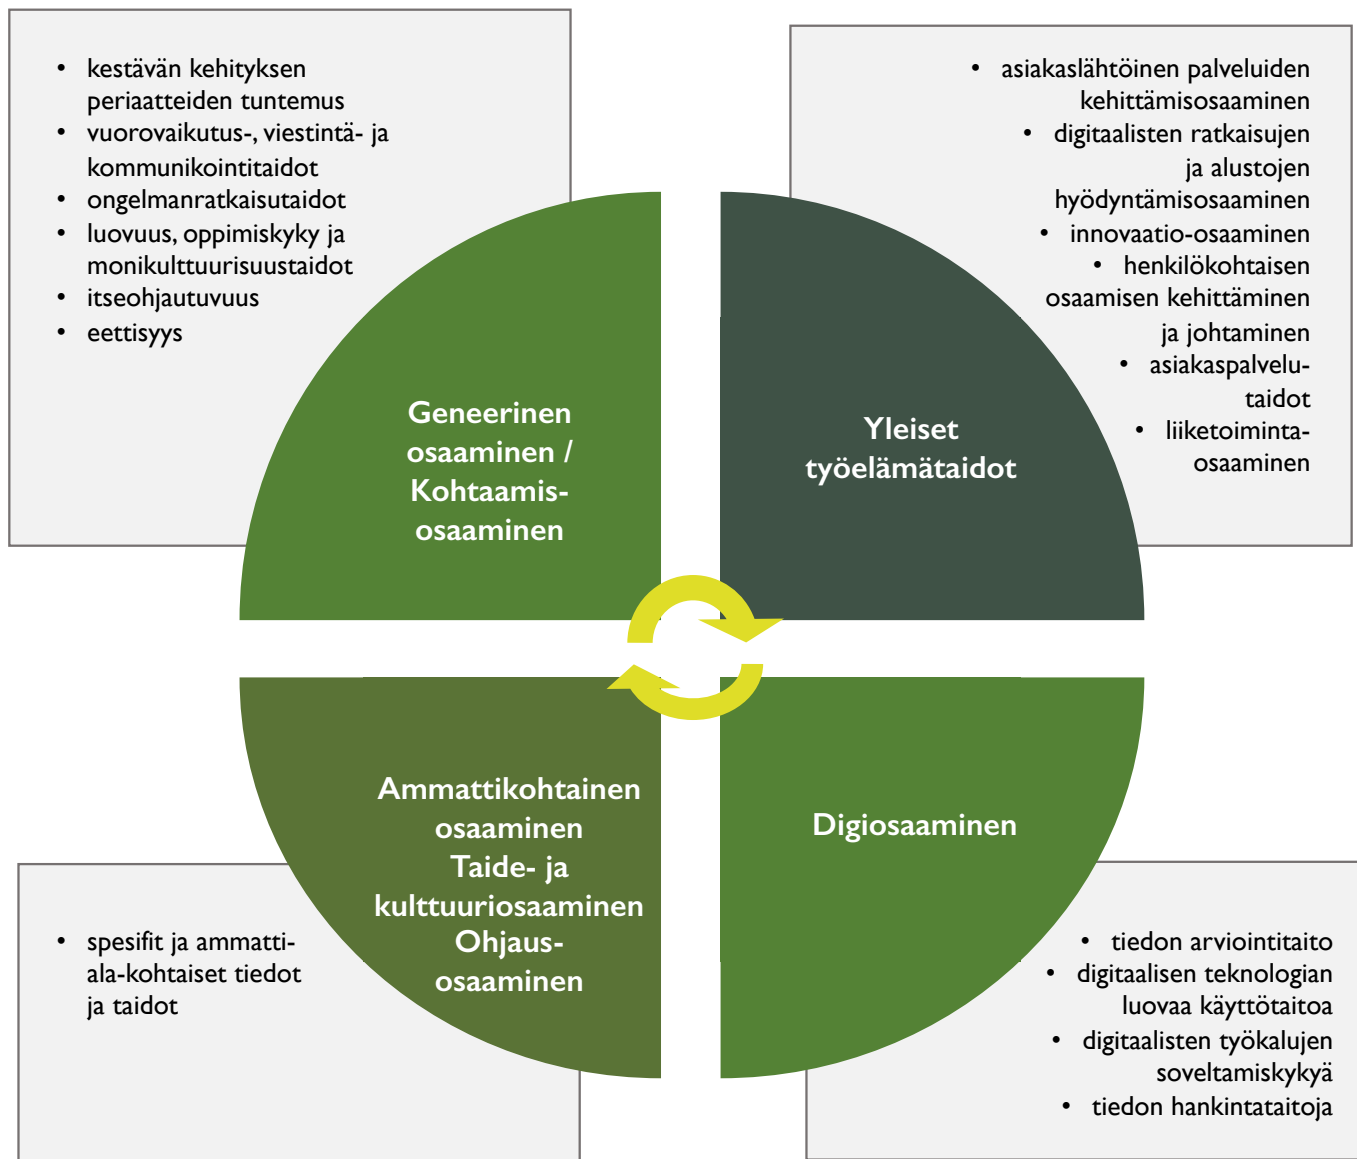 • kestävän kehityksen
periaatteiden tuntemus
• vuorovaikutus-, viestintä- ja
kommunikointitaidot
• ongelmanratkaisutaidot
• luovuus, oppimiskyky ja
monikulttuurisuustaidot
• itseohjautuvuus
• eettisyys
• asiakaslähtöinen palveluiden
kehittämisosaaminen
• digitaalisten ratkaisujen
ja alustojen
hyödyntämisosaaminen
• innovaatio-osaaminen
• henkilökohtaisen
osaamisen kehittäminen
ja johtaminen
• asiakaspalvelu-
taidot
• liiketoiminta-
osaaminen
Geneerinen
osaaminen /
Kohtaamis-
osaaminen
Yleiset
työelämätaidot
Ammattikohtainen
osaaminen
Taide- ja
kulttuuriosaaminen
Ohjaus-
osaaminen
Digiosaaminen
• spesifit ja ammatti-
ala-kohtaiset tiedot
ja taidot
• tiedon arviointitaito
• digitaalisen teknologian
luovaa käyttötaitoa
• digitaalisten työkalujen
soveltamiskykyä
• tiedon hankintataitoja